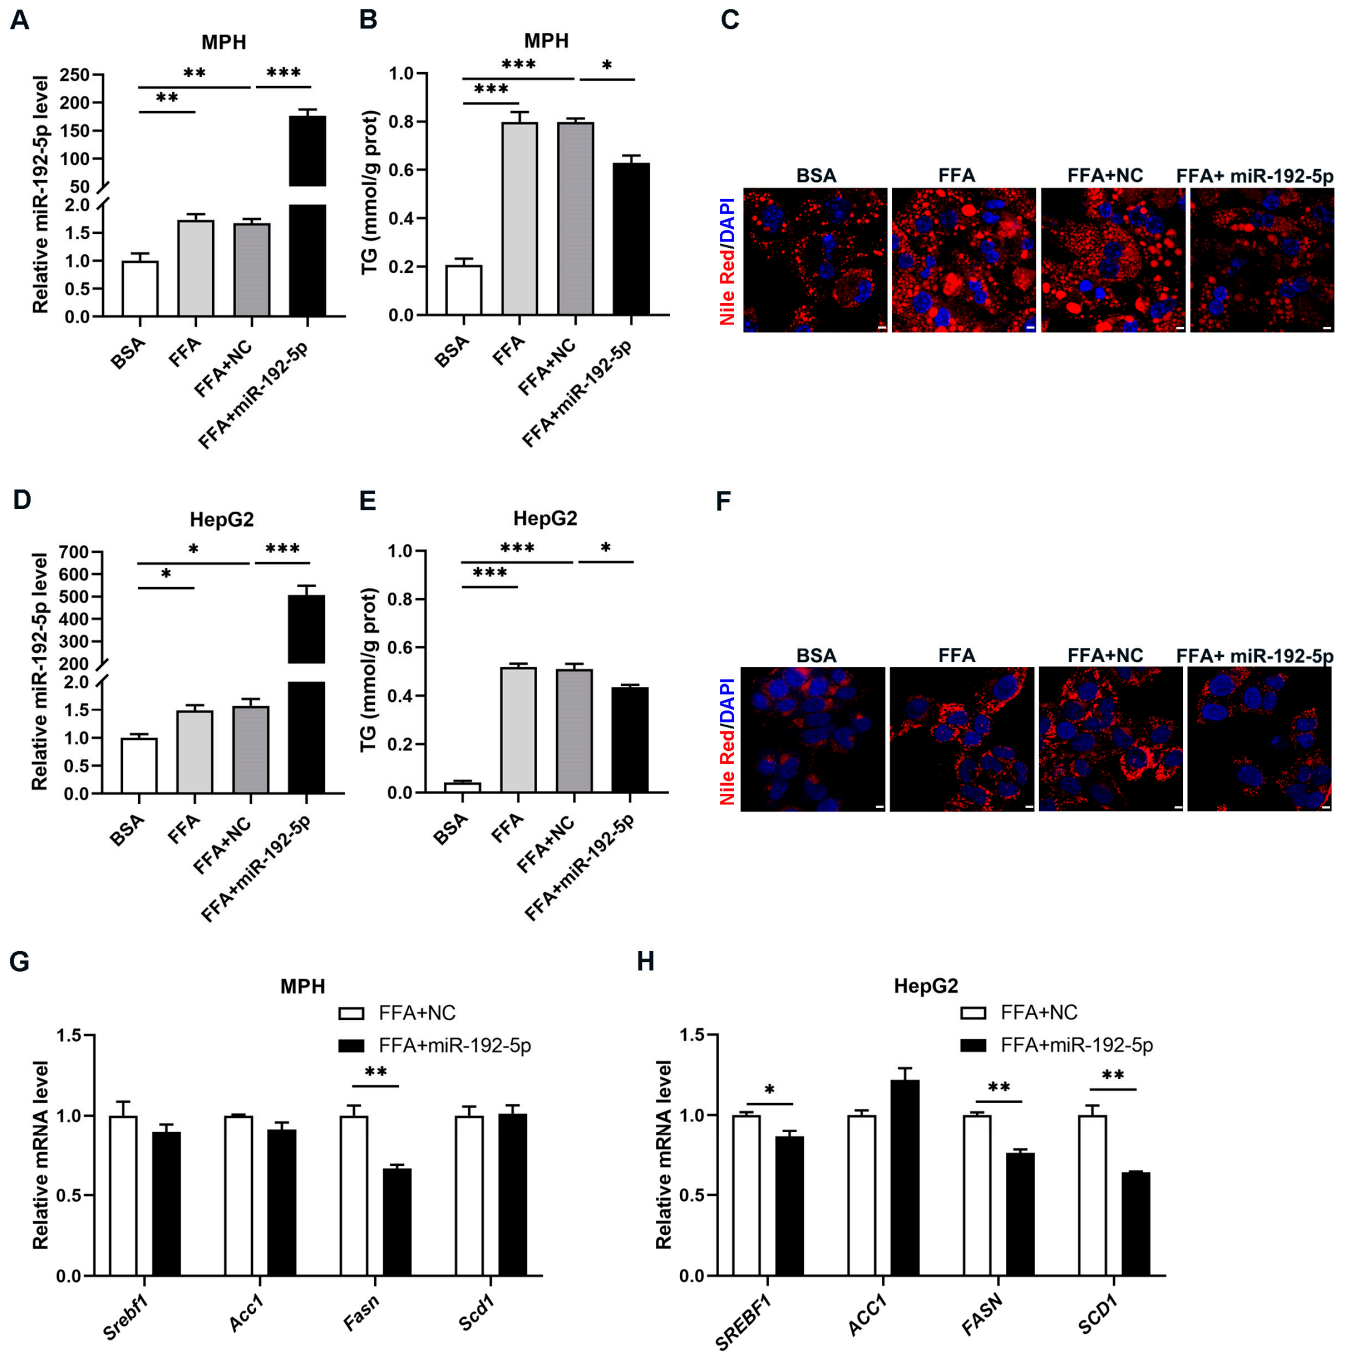 A
MPH
Relative miR-192-5p level
250
200
150
100
50
2.0
1.5
1.0
0.5
0.0
**
**
***
BSA
FFA
FFA+NC
FFA+miR-192-5p
B
MPH
TG (mmol/g prot)
1.0
0.8
0.6
0.4
0.2
0.0
***
***
*
BSA
FFA
FFA+NC
FFA+miR-192-5p
C
BSA
FFA
FFA+NC
FFA+ miR-192-5p
Nile Red/DAPI
D
HepG2
Relative miR-192-5p level
700
600
500
400
300
200
2.0
1.5
1.0
0.5
0.0
*
*
***
BSA
FFA
FFA+NC
FFA+miR-192-5p
E
HepG2
TG (mmol/g prot)
1.0
0.8
0.6
0.4
0.2
0.0
***
***
*
BSA
FFA
FFA+NC
FFA+miR-192-5p
F
BSA
FFA
FFA+NC
FFA+ miR-192-5p
Nile Red/DAPI
G
MPH
FFA+NC
FFA+miR-192-5p
Relative mRNA level
1.5
1.0
0.5
0.0
**
Srebf1
Acc1
Fasn
Scd1
H
HepG2
FFA+NC
FFA+miR-192-5p
Relative mRNA level
1.5
1.0
0.5
0.0
*
**
**
SREBF1
ACC1
FASN
SCD1